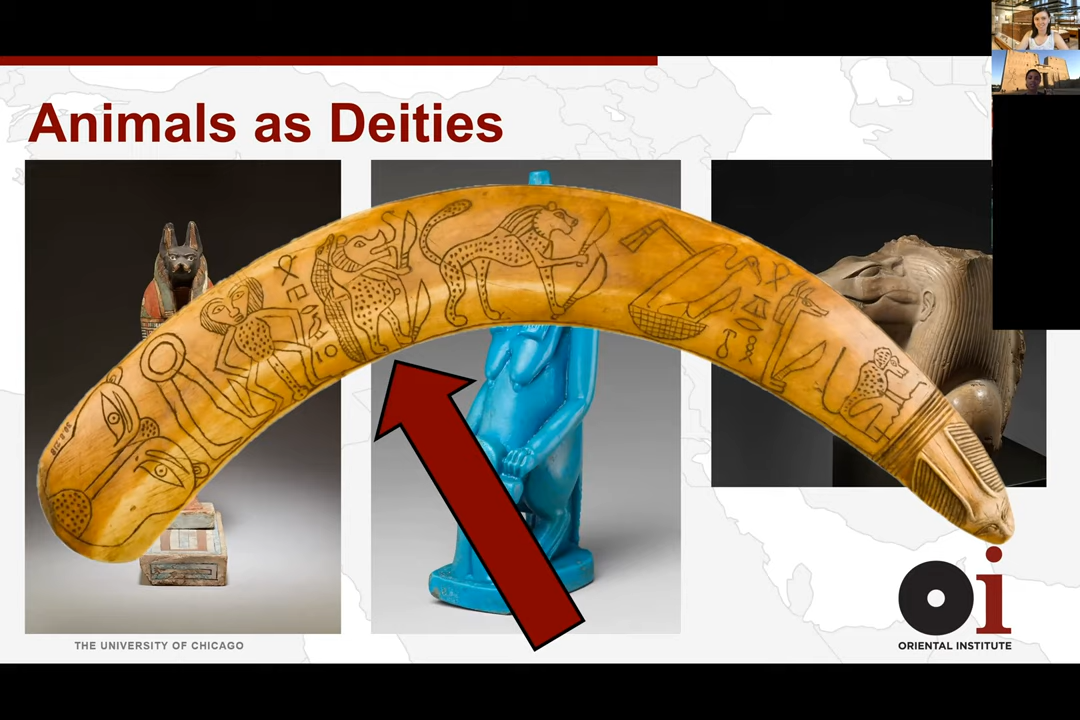 Animals as Deities
THE UNIVERSITY OF CHICAGO
oi
ORIENTAL INSTITUTE